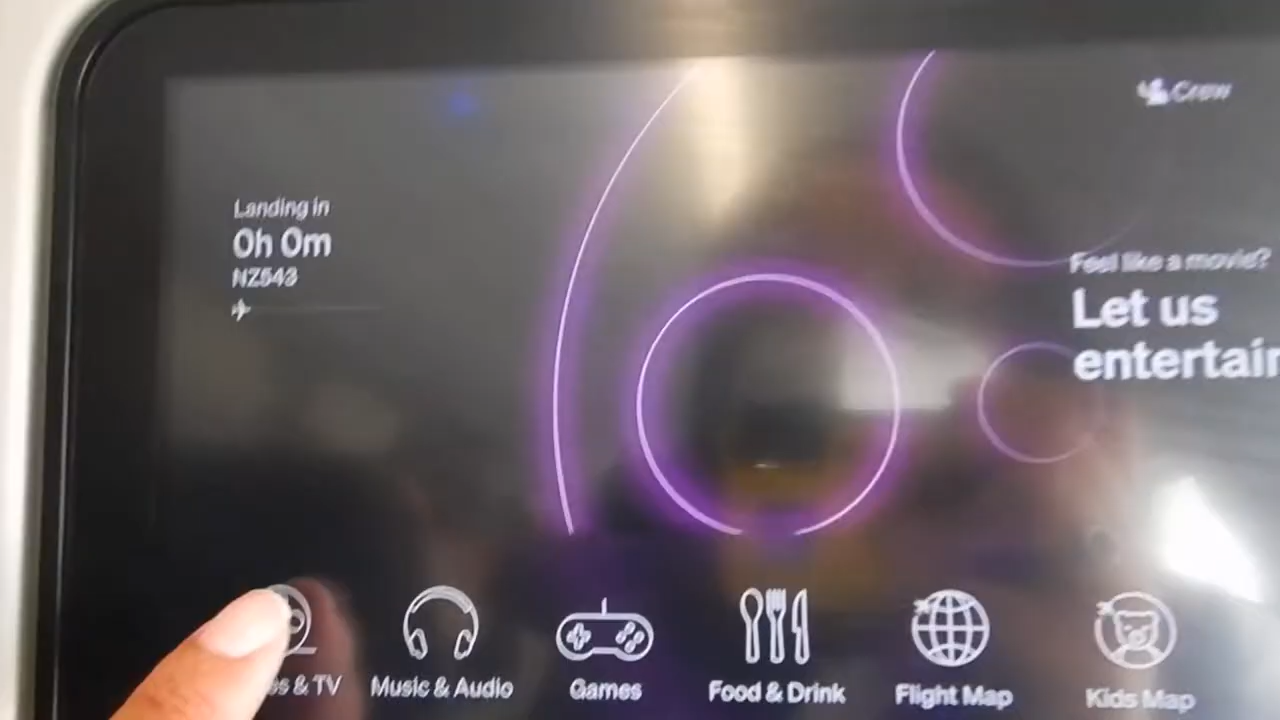 Crew
Landing in
0h 0m
NZ543
Feel like a movie?
Let us
entertain
& TV
Music & Audio
Games
Food & Drink
Flight Map
Kids Map